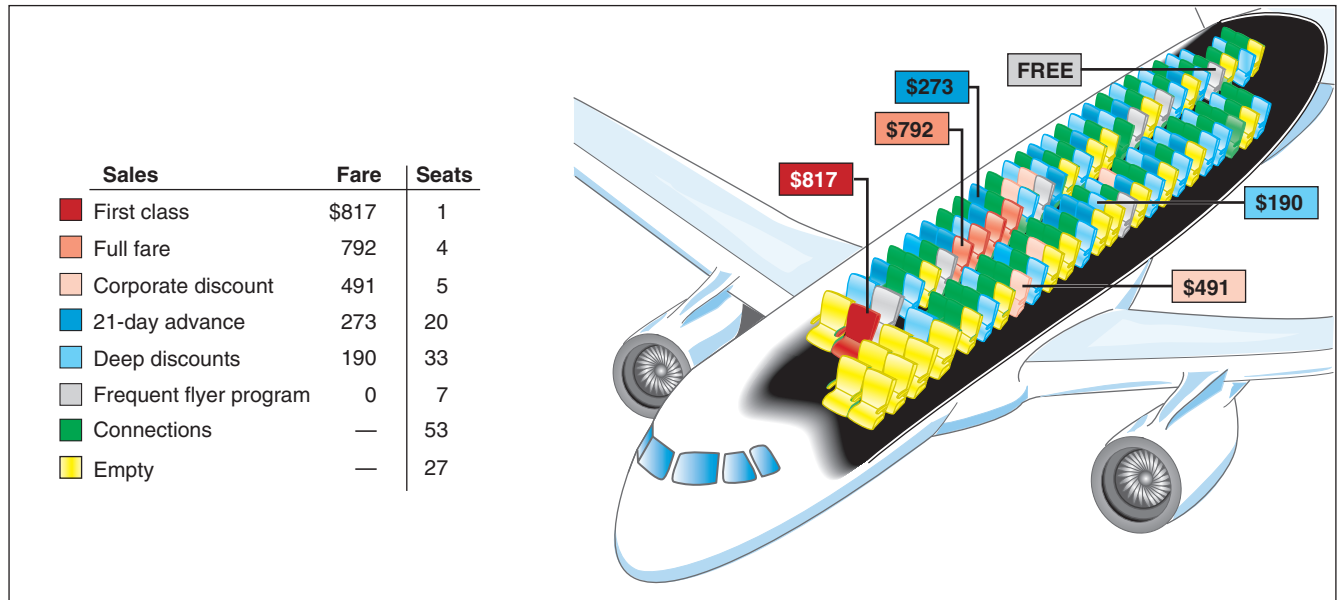 Sales Fare Seats
First class $817 1
Full fare 792 4
Corporate discount 491 5
21-day advance 273 20
Deep discounts 190 33
Frequent flyer program 0 7
Connections — 53
Empty — 27
FREE
$273
$792
$817
$190
$491